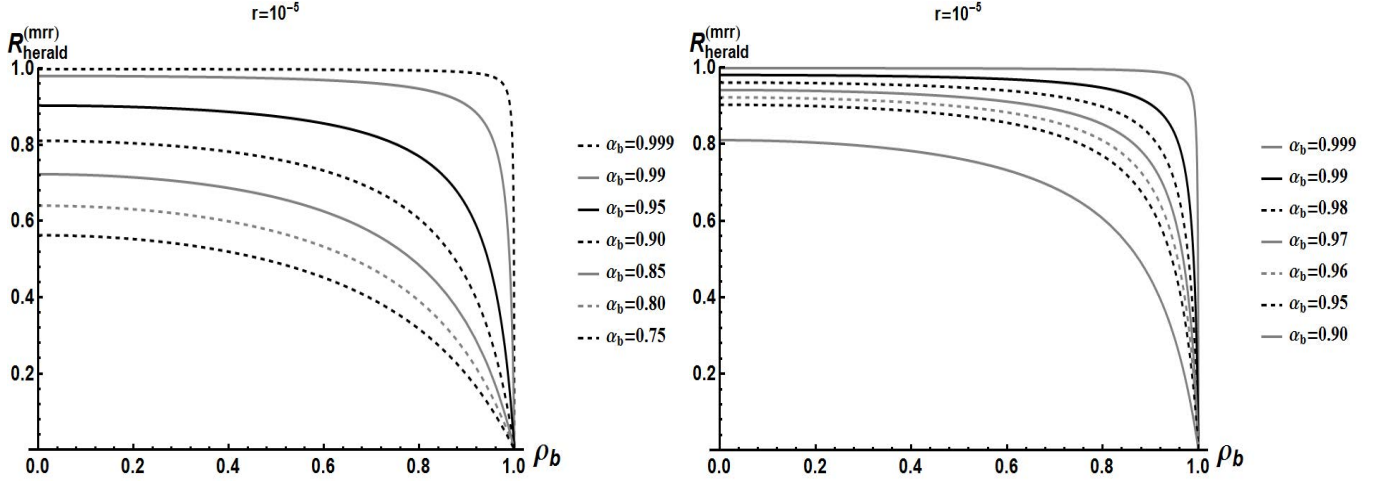 r=10⁻⁵
R_herald^(mrr)
1.0
0.8
0.6
0.4
0.2
0.0 0.2 0.4 0.6 0.8 1.0
ρ_b
α_b=0.999
α_b=0.99
α_b=0.95
α_b=0.90
α_b=0.85
α_b=0.80
α_b=0.75
r=10⁻⁵
R_herald^(mrr)
1.0
0.8
0.6
0.4
0.2
0.0 0.2 0.4 0.6 0.8 1.0
ρ_b
α_b=0.999
α_b=0.99
α_b=0.98
α_b=0.97
α_b=0.96
α_b=0.95
α_b=0.90